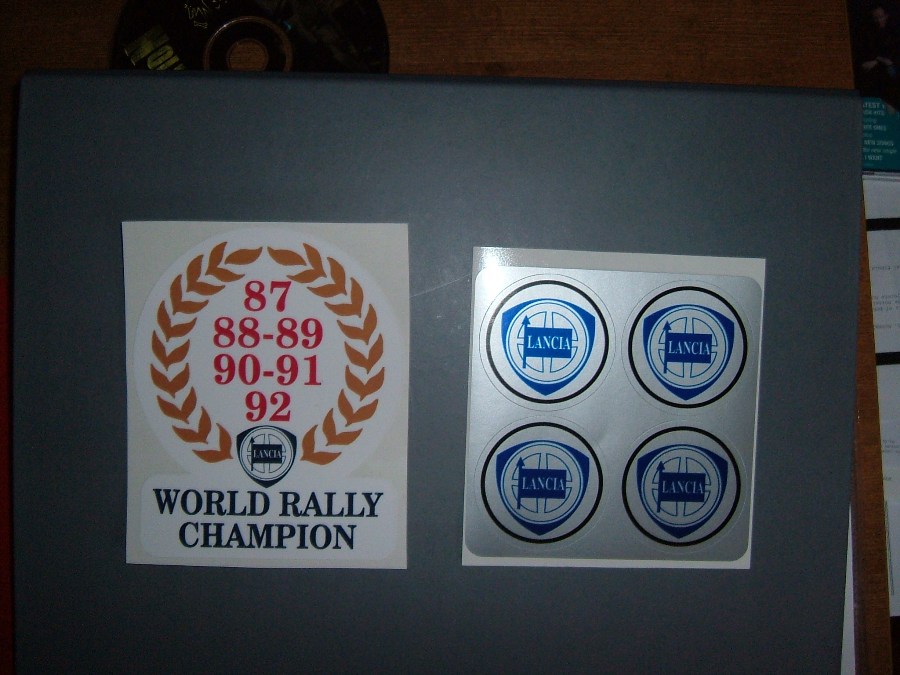 87
88-89
90-91
92
LANCIA
WORLD RALLY
CHAMPION
LANCIA
LANCIA
LANCIA
LANCIA